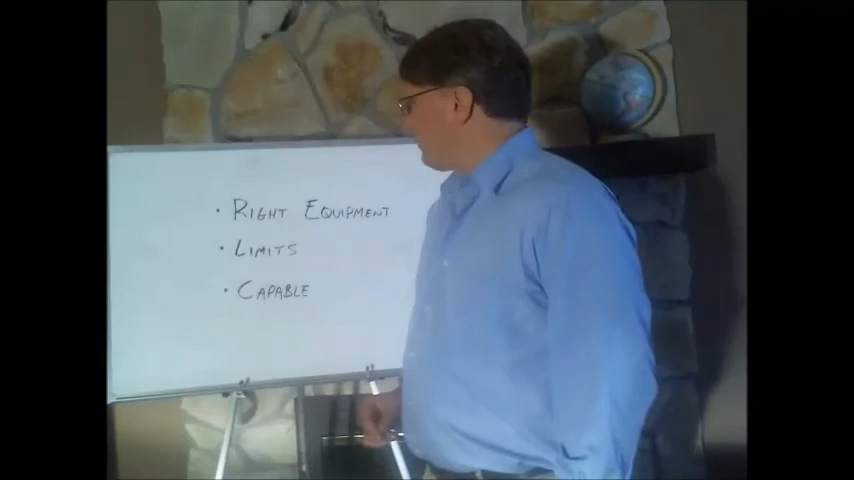 • RIGHT EQUIPMENT
• LIMITS
• CAPABLE